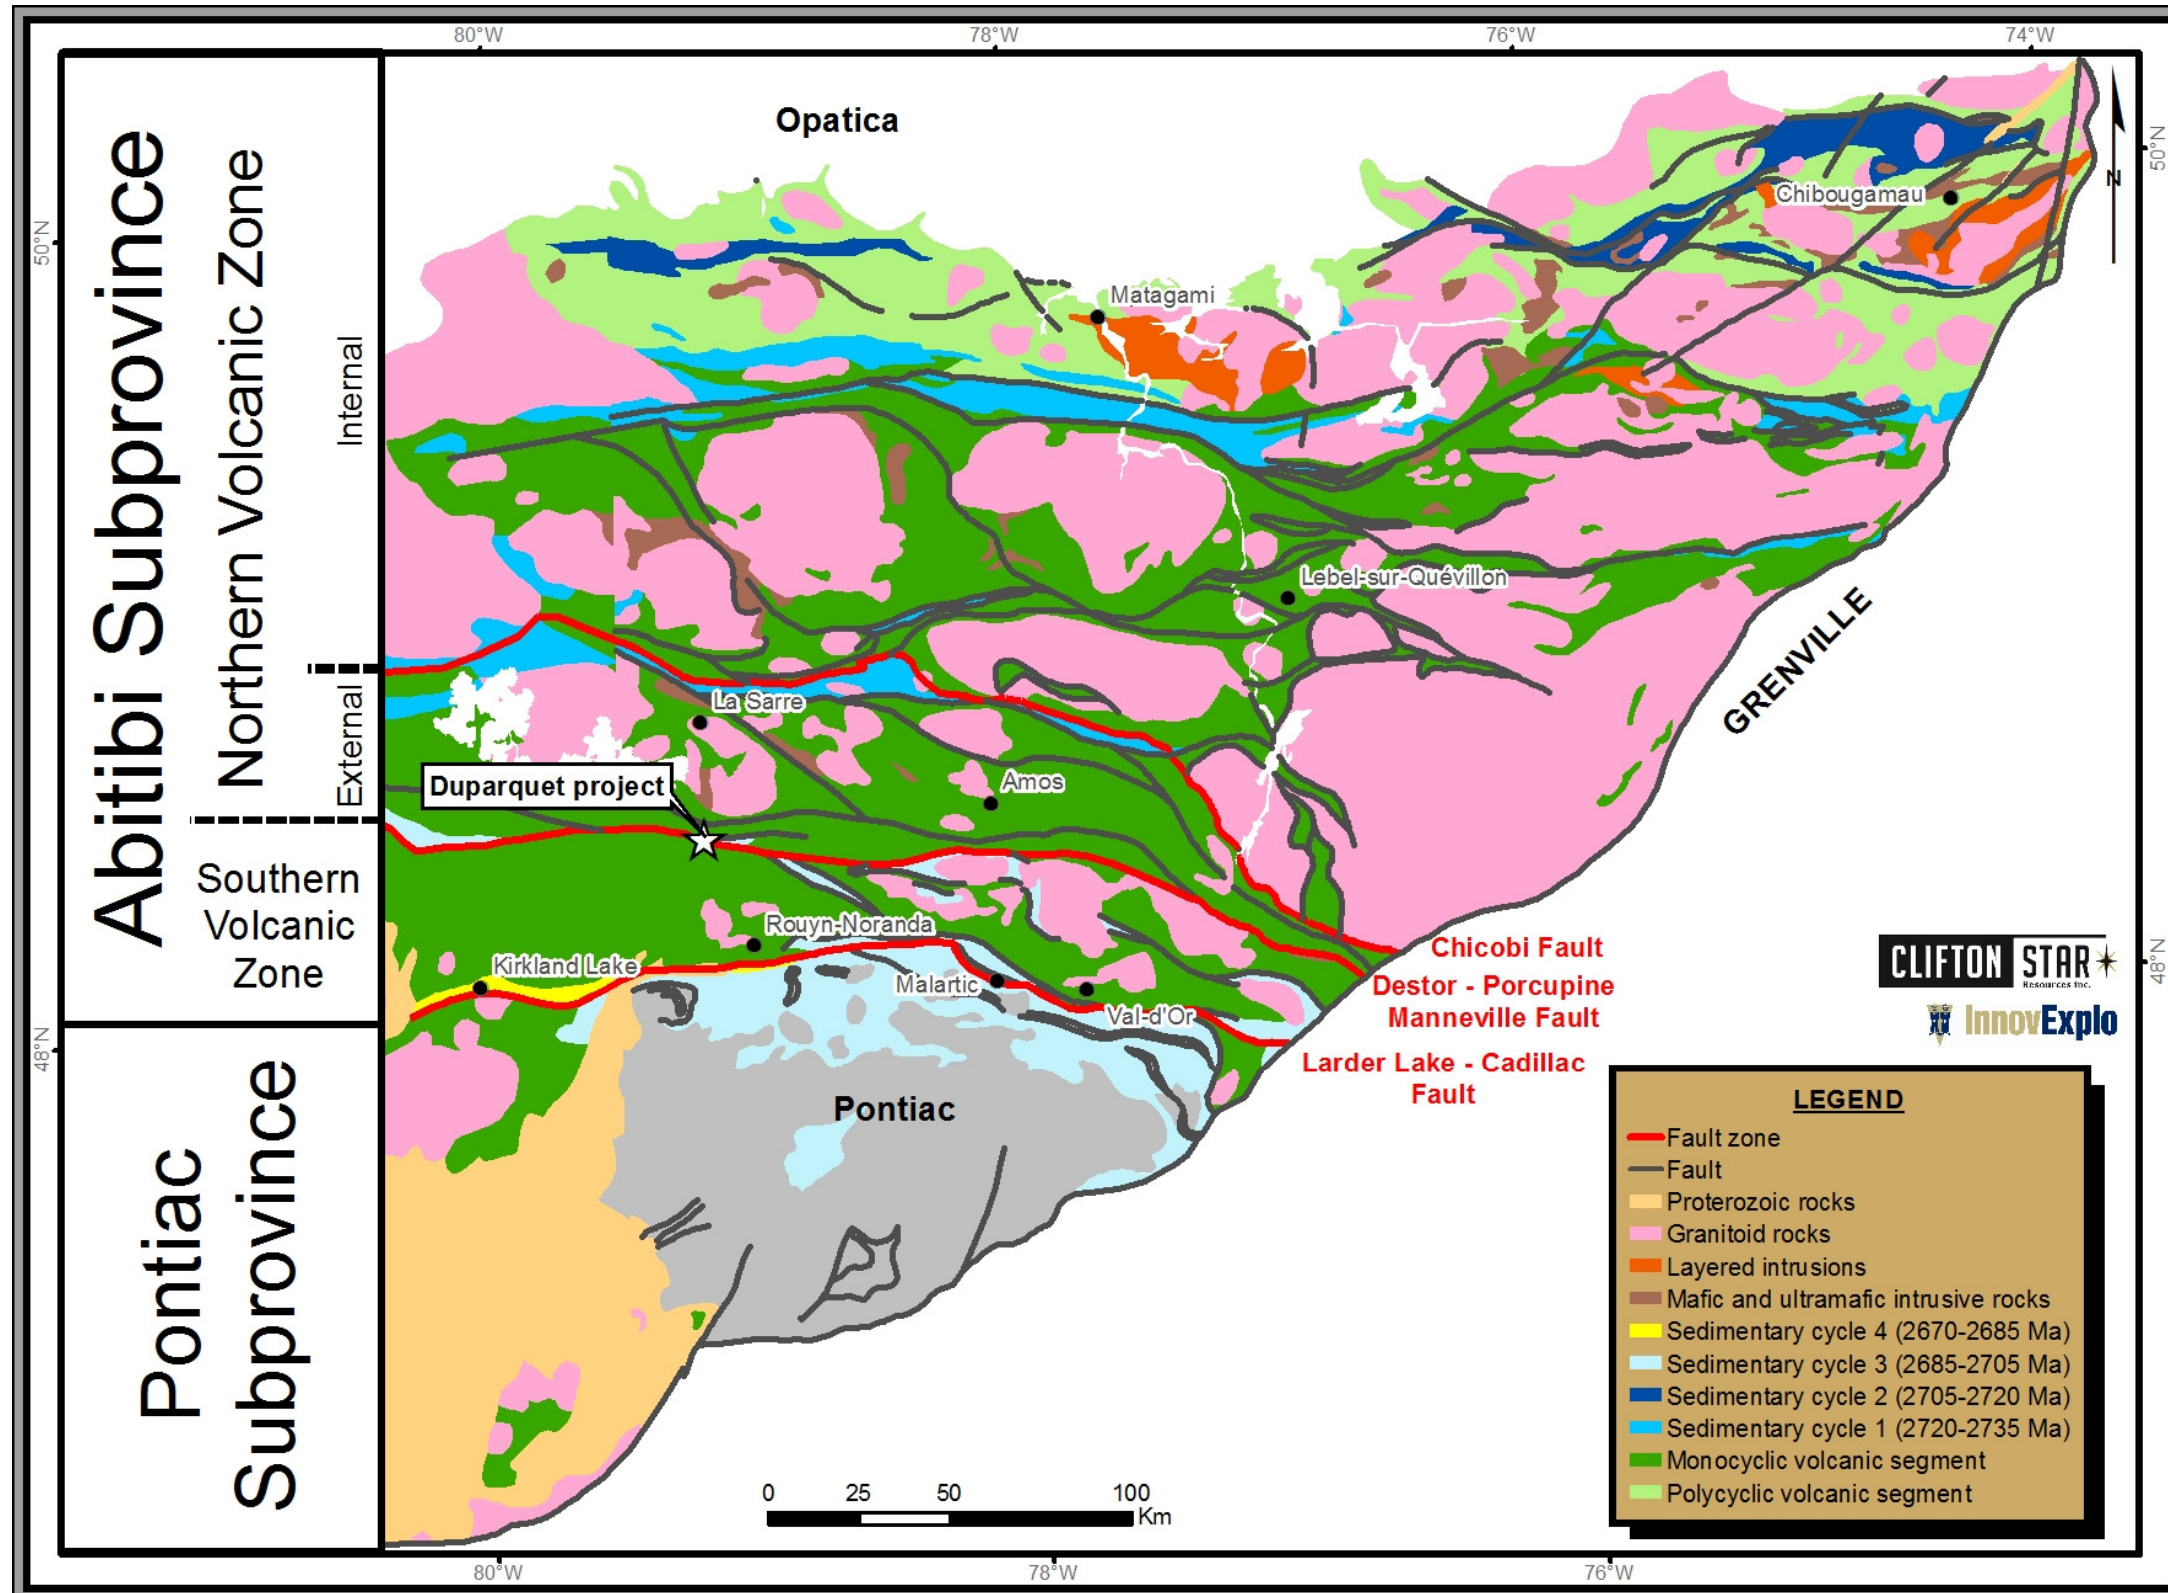 80°W
78°W
76°W
74°W
50°N
50°N
48°N
48°N
Abitibi Subprovince
Northern Volcanic Zone
Internal
External
Southern
Volcanic
Zone
Pontiac
Subprovince
Opatica
N
Chibougamau
Matagami
Lebel-sur-Quévillon
GRENVILLE
La Sarre
Duparquet project
Amos
Rouyn-Noranda
Kirkland Lake
Malartic
Val-d'Or
Pontiac
Chicobi Fault
Destor - Porcupine
Manneville Fault
Larder Lake - Cadillac
Fault
CLIFTON STAR
Resources Inc.
InnovExplo
LEGEND
Fault zone
Fault
Proterozoic rocks
Granitoid rocks
Layered intrusions
Mafic and ultramafic intrusive rocks
Sedimentary cycle 4 (2670-2685 Ma)
Sedimentary cycle 3 (2685-2705 Ma)
Sedimentary cycle 2 (2705-2720 Ma)
Sedimentary cycle 1 (2720-2735 Ma)
Monocyclic volcanic segment
Polycyclic volcanic segment
0 25 50 100
Km
80°W
78°W
76°W